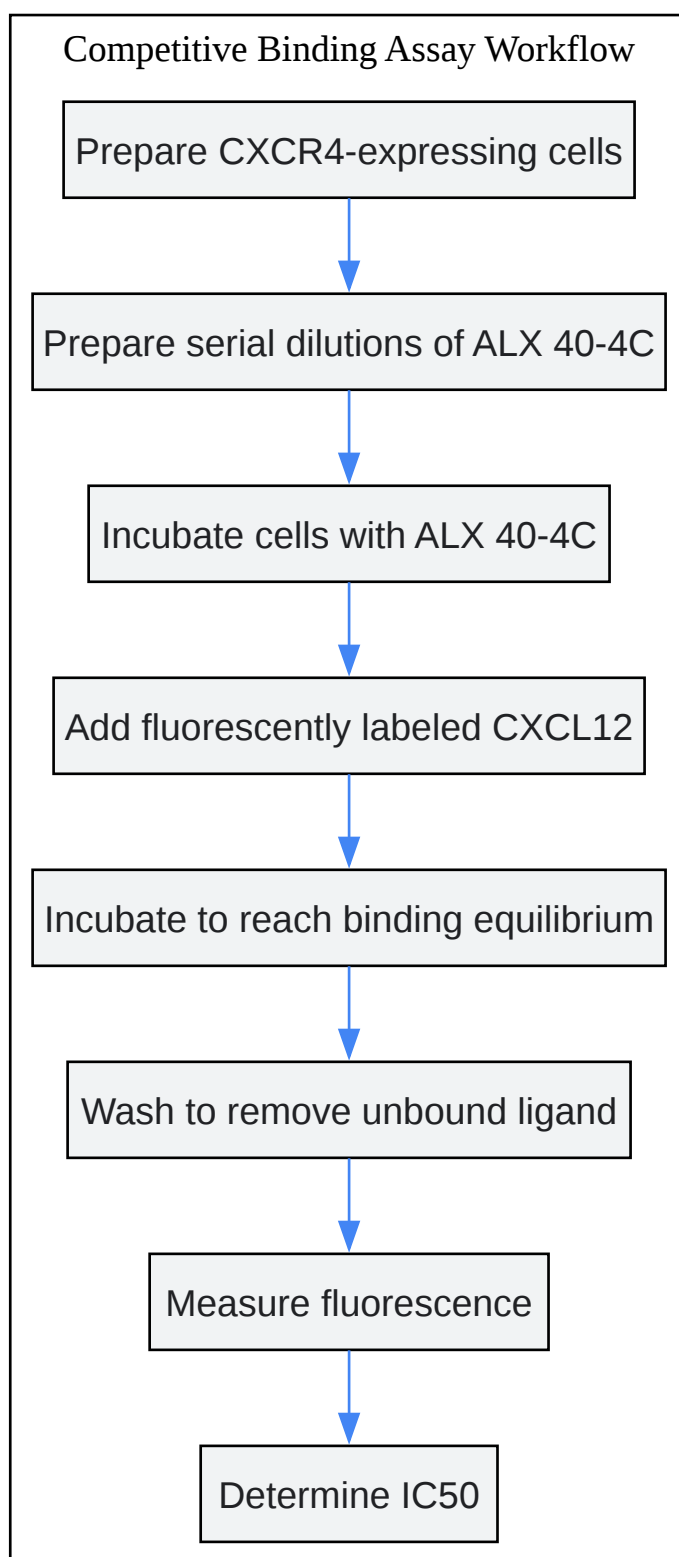 Competitive Binding Assay Workflow
Prepare CXCR4-expressing cells
Prepare serial dilutions of ALX 40-4C
Incubate cells with ALX 40-4C
Add fluorescently labeled CXCL12
Incubate to reach binding equilibrium
Wash to remove unbound ligand
Measure fluorescence
Determine IC50